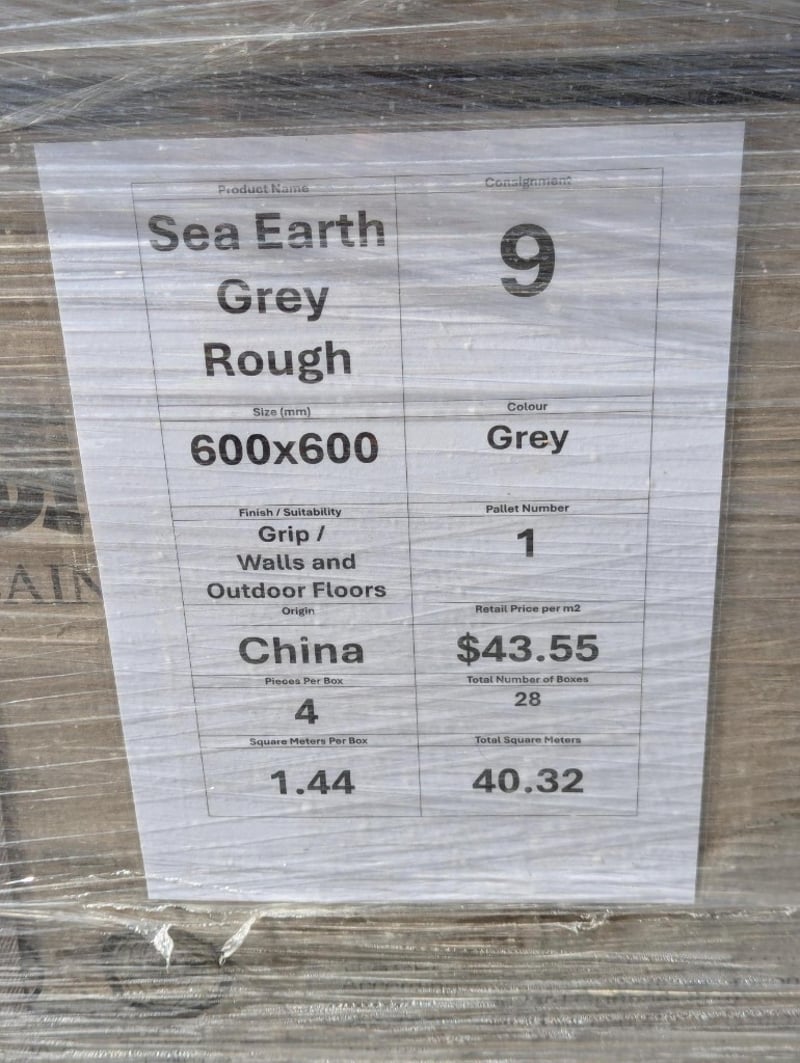 Product Name
Consignment
Sea Earth
Grey
Rough
9
Size (mm)
Colour
600x600
Grey
Finish / Suitability
Pallet Number
Grip /
Walls and
Outdoor Floors
1
Origin
Retail Price per m2
China
$43.55
Pieces Per Box
Total Number of Boxes
4
28
Square Meters Per Box
Total Square Meters
1.44
40.32